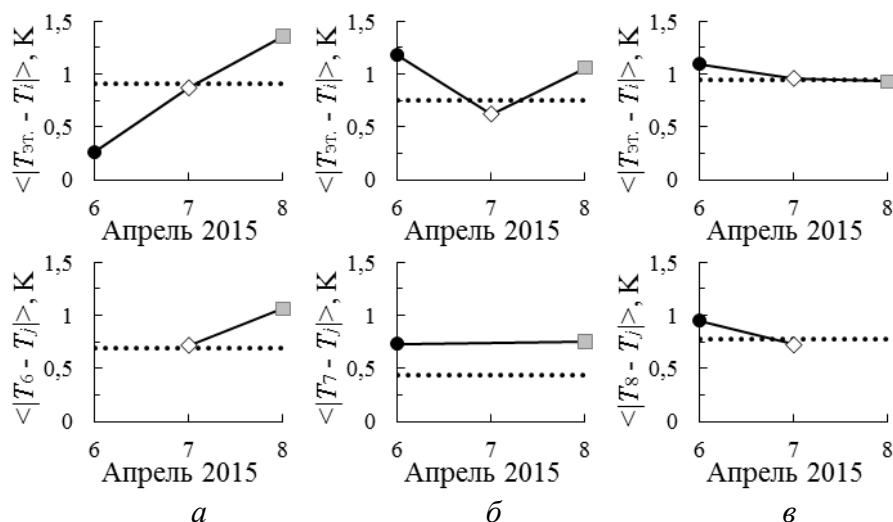 <|Tэт. - Ti|>, К
1,5
1
0,5
0
6 7 8
Апрель 2015
<|Tэт. - Ti|>, К
1,5
1
0,5
0
6 7 8
Апрель 2015
<|Tэт. - Ti|>, К
1,5
1
0,5
0
6 7 8
Апрель 2015
<|T6 - Tj|>, К
1,5
1
0,5
0
6 7 8
Апрель 2015
а
<|T7 - Tj|>, К
1,5
1
0,5
0
6 7 8
Апрель 2015
б
<|T8 - Tj|>, К
1,5
1
0,5
0
6 7 8
Апрель 2015
в